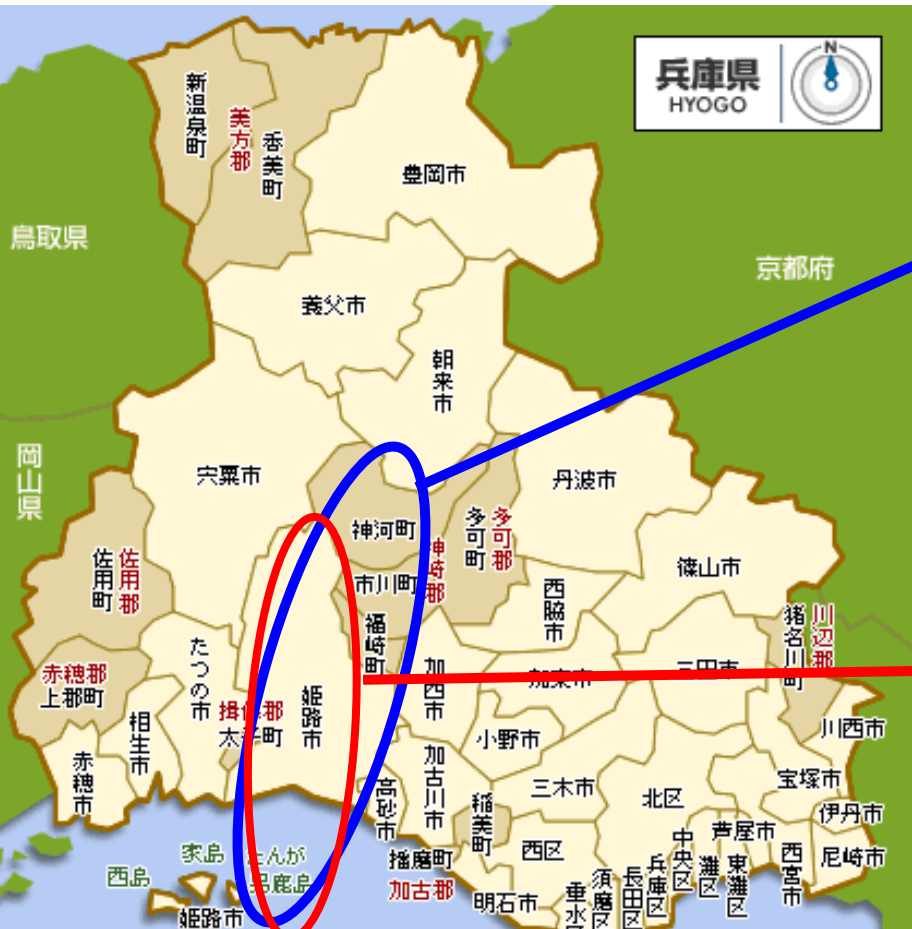 兵庫県
HYOGO
N
新温泉町
美方郡
香美町
豊岡市
鳥取県
京都府
養父市
朝来市
岡山県
宍粟市
丹波市
神河町
多可町
多可郡
神崎郡
佐用町
佐用郡
市川町
篠山市
西脇市
福崎町
猪名川町
川辺郡
赤穂郡
上郡町
たつの市
加西市
加東市
三田市
姫路市
揖保郡
太子町
相生市
赤穂市
小野市
川西市
加古川市
高砂市
三木市
北区
宝塚市
稲美町
伊丹市
芦屋市
中央区
西区
播磨町
加古郡
灘区
東灘区
西宮市
尼崎市
家島
たんが
男鹿島
西島
姫路市
明石市
垂水区
須磨区
長田区
兵庫区